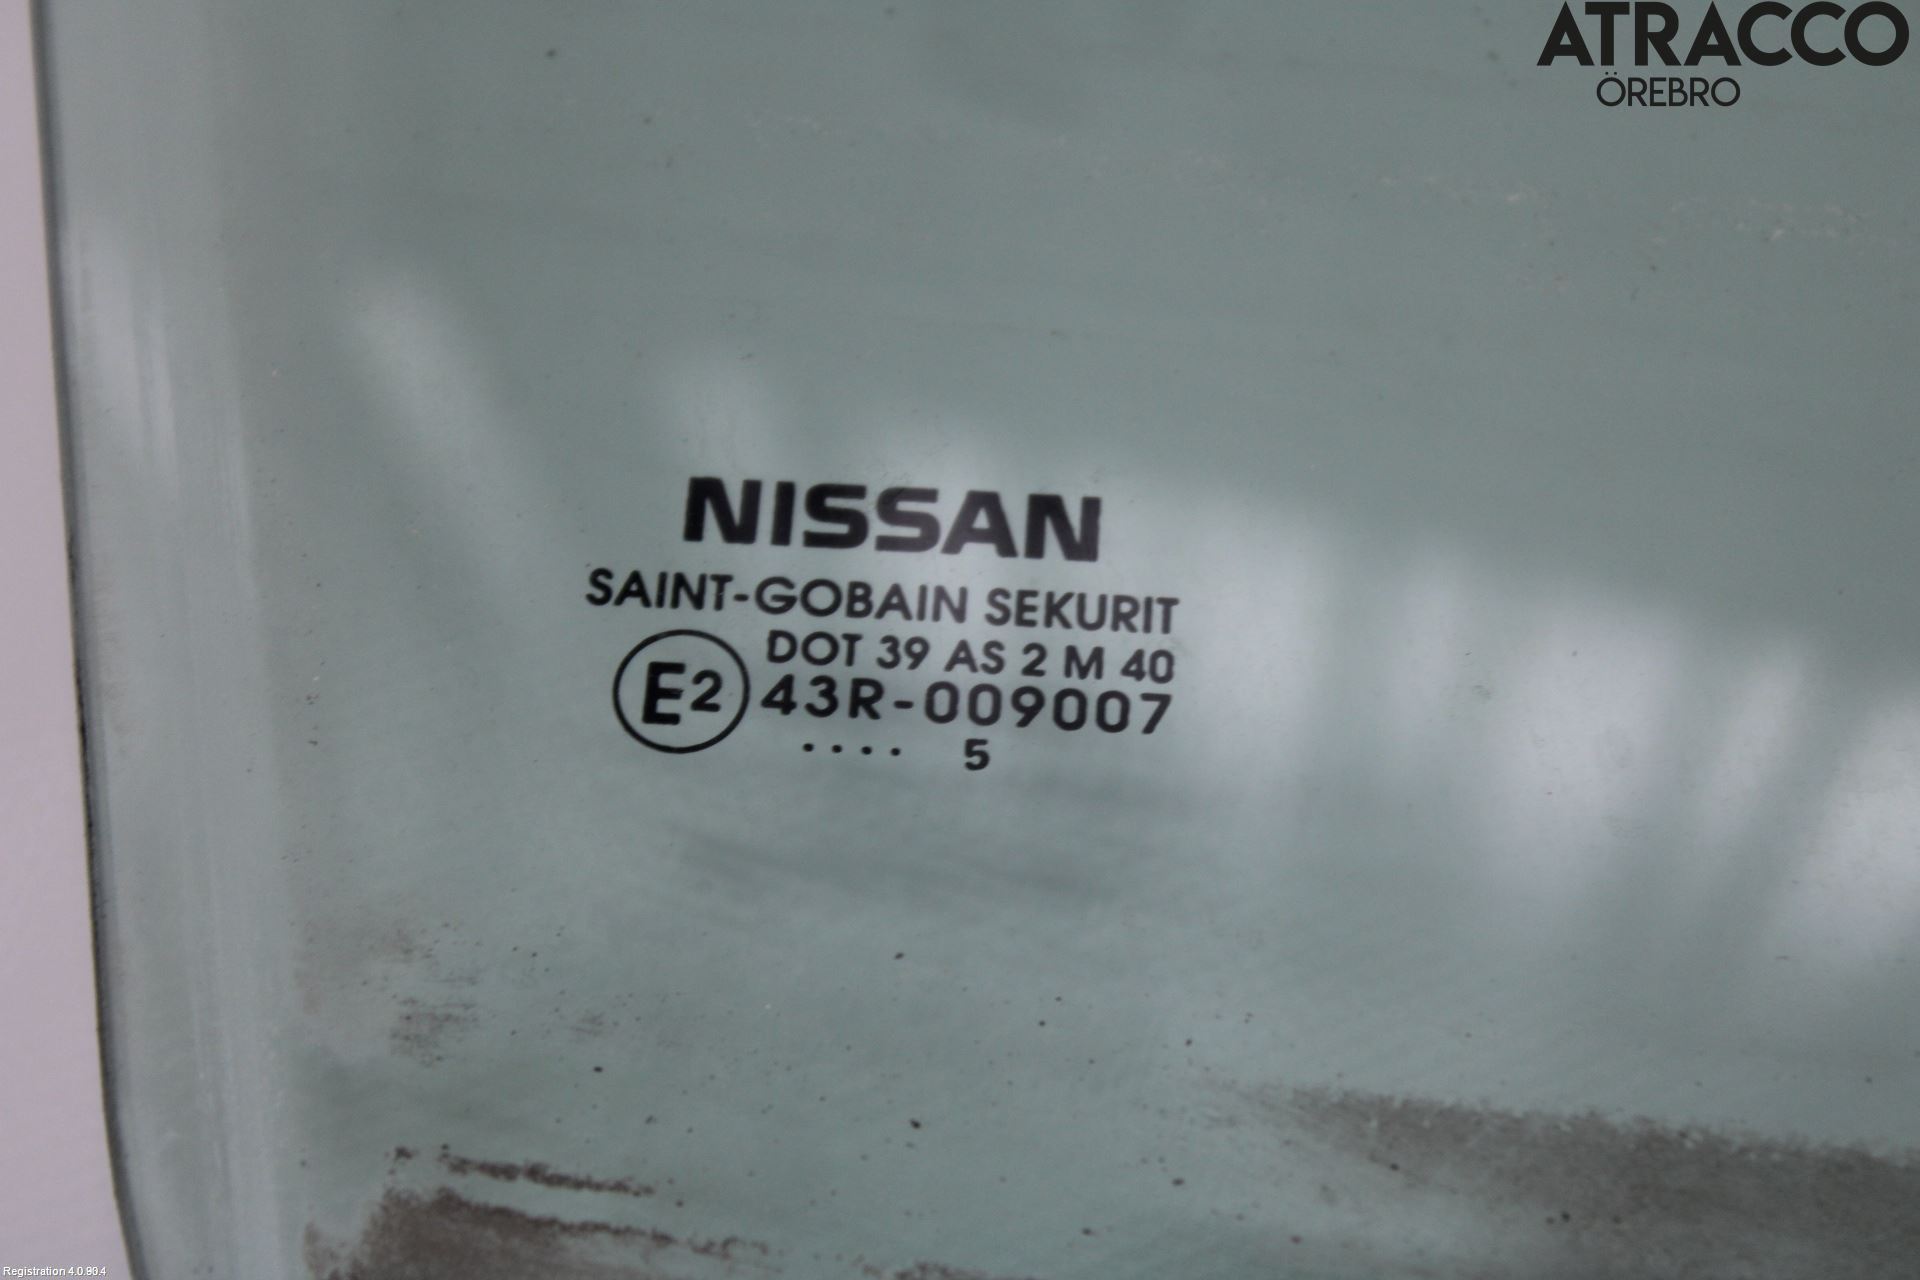 ATRACCO
ÖREBRO
NISSAN
SAINT-GOBAIN SEKURIT
DOT 39 AS 2 M 40
E2 43R-009007
.... 5
Registration 4.0.90.4